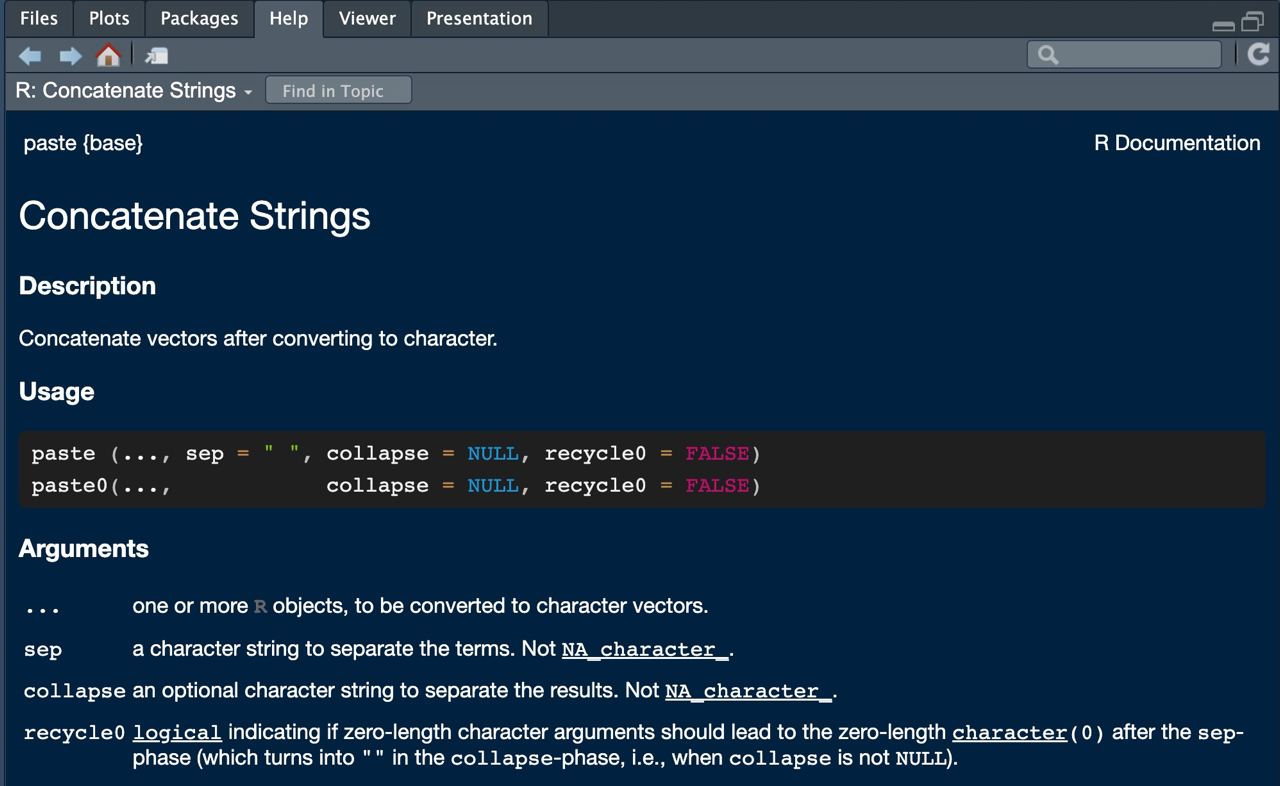 Files Plots Packages Help Viewer Presentation
R: Concatenate Strings Find in Topic
paste {base} R Documentation
Concatenate Strings
Description
Concatenate vectors after converting to character.
Usage
paste (..., sep = " ", collapse = NULL, recycle0 = FALSE)
paste0(...,            collapse = NULL, recycle0 = FALSE)
Arguments
... one or more R objects, to be converted to character vectors.
sep a character string to separate the terms. Not NA_character_.
collapse an optional character string to separate the results. Not NA_character_.
recycle0 logical indicating if zero-length character arguments should lead to the zero-length character(0) after the sep-
phase (which turns into "" in the collapse-phase, i.e., when collapse is not NULL).